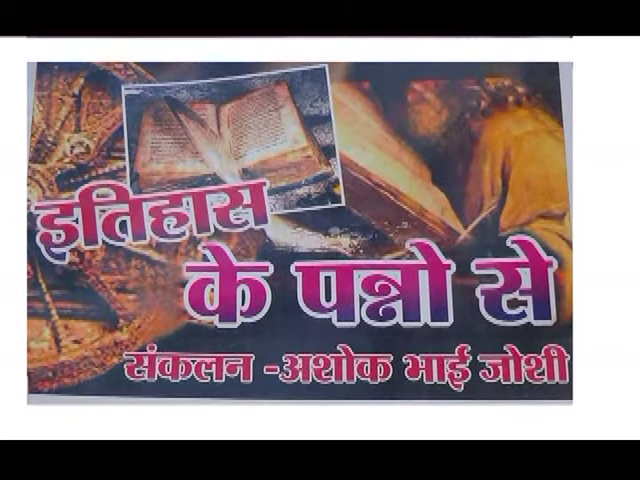 इतिहास
के पन्नो से
संकलन -अशोक भाई जोशी